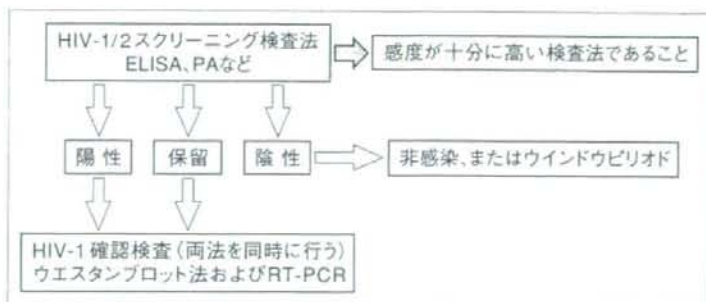 HIV-1/2スクリーニング検査法
ELISA、PAなど
感度が十分に高い検査法であること
陽 性
保留
陰 性
非感染、またはウインドウピリオド
HIV-1 確認検査(両法を同時に行う)
ウエスタンブロット法およびRT-PCR